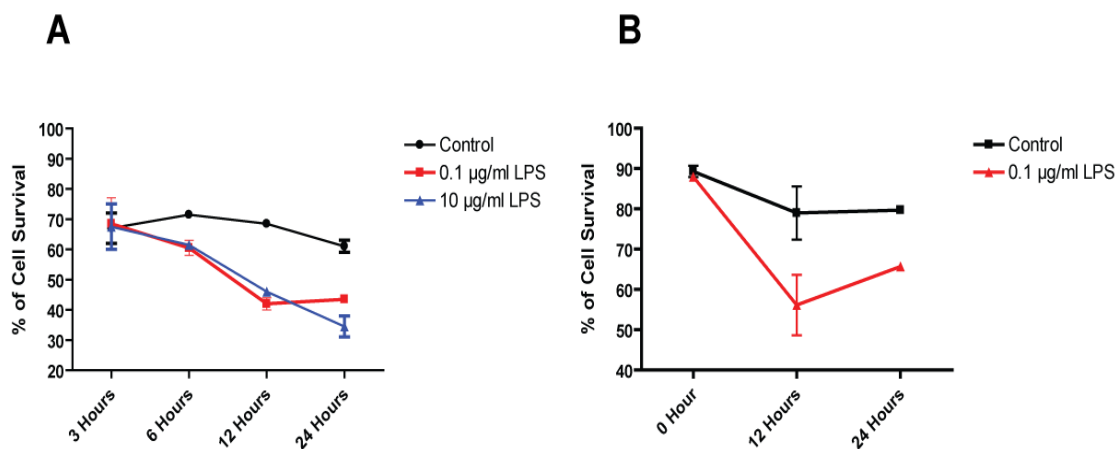 A
% of Cell Survival
100
90
80
70
60
50
40
30
20
3 Hours
6 Hours
12 Hours
24 Hours
Control
0.1 µg/ml LPS
10 µg/ml LPS
B
% of Cell Survival
100
90
80
70
60
50
40
0 Hour
12 Hours
24 Hours
Control
0.1 µg/ml LPS